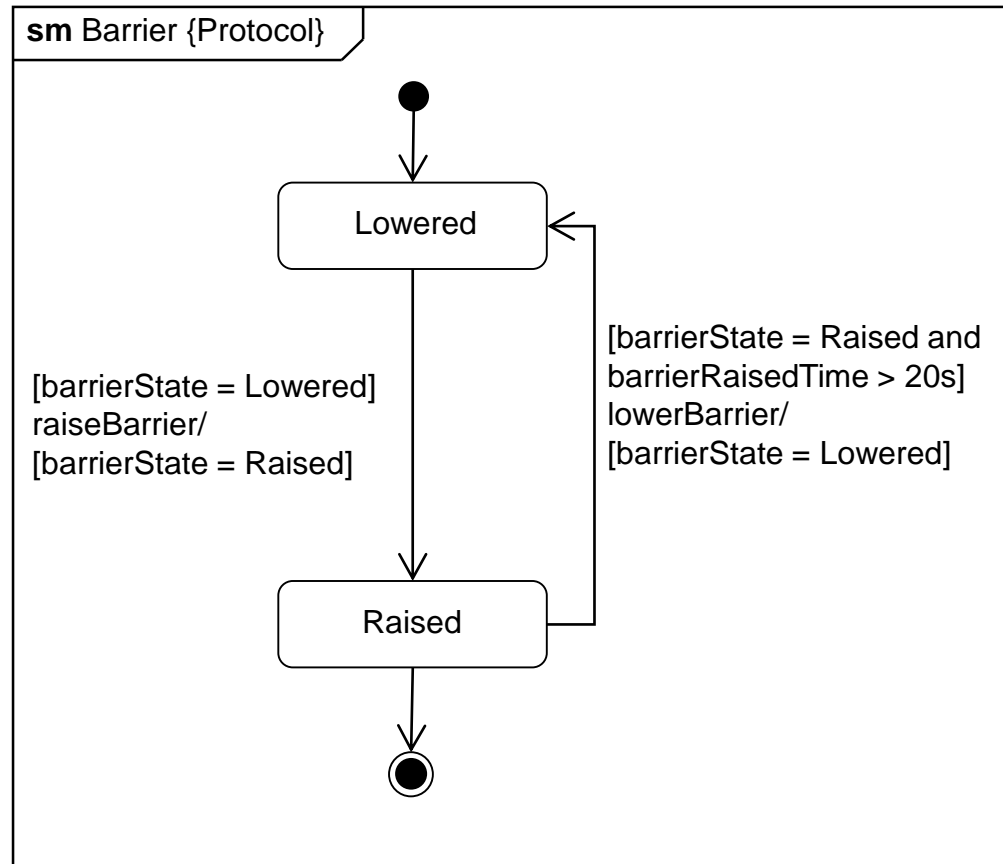 sm Barrier {Protocol}
Lowered
[barrierState = Raised and
barrierRaisedTime > 20s]
lowerBarrier/
[barrierState = Lowered]
[barrierState = Lowered]
raiseBarrier/
[barrierState = Raised]
Raised